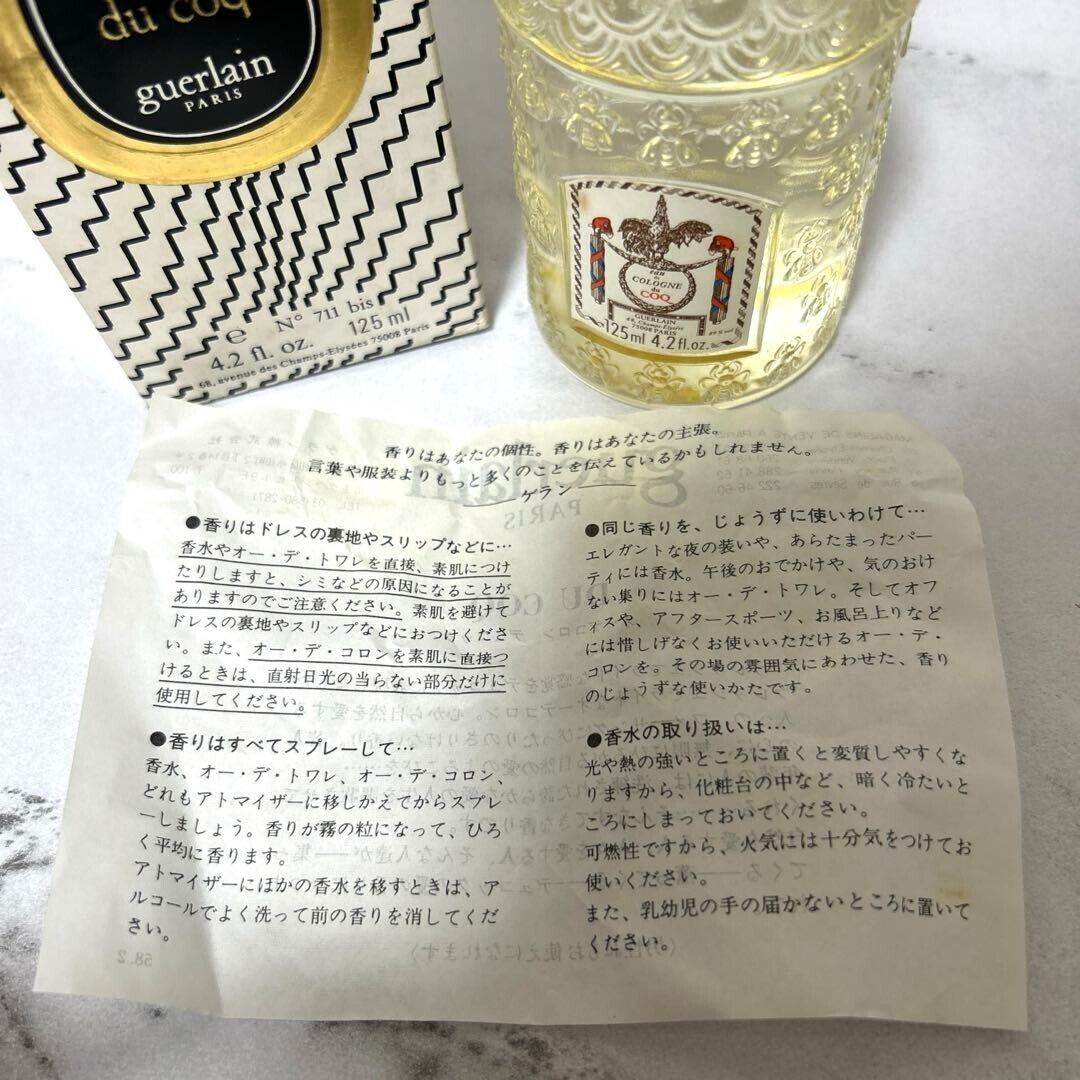 du coq
guerlain
PARIS
e N° 711 bis
4.2 fl. oz. 125 ml
68, avenue des Champs-Elysées 75008 Paris
eau de
COLOGNE
du
COQ
GUERLAIN
68, Champs-Elysées
75008 PARIS
125ml 4.2 fl.oz.
香りはあなたの個性。香りはあなたの主張。
言葉や服装よりもっと多くのことを伝えているかもしれません。
ゲラン
●香りはドレスの裏地やスリップなどに…
香水やオー・デ・トワレを直接、素肌につけ
たりしますと、シミなどの原因になることが
ありますのでご注意ください。素肌を避けて
ドレスの裏地やスリップなどにおつけくださ
い。また、オー・デ・コロンを素肌に直接つ
けるときは、直射日光の当らない部分だけに
使用してください。
●香りはすべてスプレーして…
香水、オー・デ・トワレ、オー・デ・コロン、
どれもアトマイザーに移しかえてからスプレ
ーしましょう。香りが霧の粒になって、ひろ
く平均に香ります。
アトマイザーにほかの香水を移すときは、ア
ルコールでよく洗って前の香りを消してくだ
さい。
●同じ香りを、じょうずに使いわけて…
エレガントな夜の装いや、あらたまったパー
ティには香水。午後のおでかけや、気のおけ
ない集りにはオー・デ・トワレ。そしてオフ
ィスや、アフタースポーツ、お風呂上りなど
には惜しげなくお使いいただけるオー・デ・
コロンを。その場の雰囲気にあわせた、香り
のじょうずな使いかたです。
●香水の取り扱いは…
光や熱の強いところに置くと変質しやすくな
りますから、化粧台の中など、暗く冷たいと
ころにしまっておいてください。
可燃性ですから、火気には十分気をつけてお
使いください。
また、乳幼児の手の届かないところに置いて
ください。
58.2